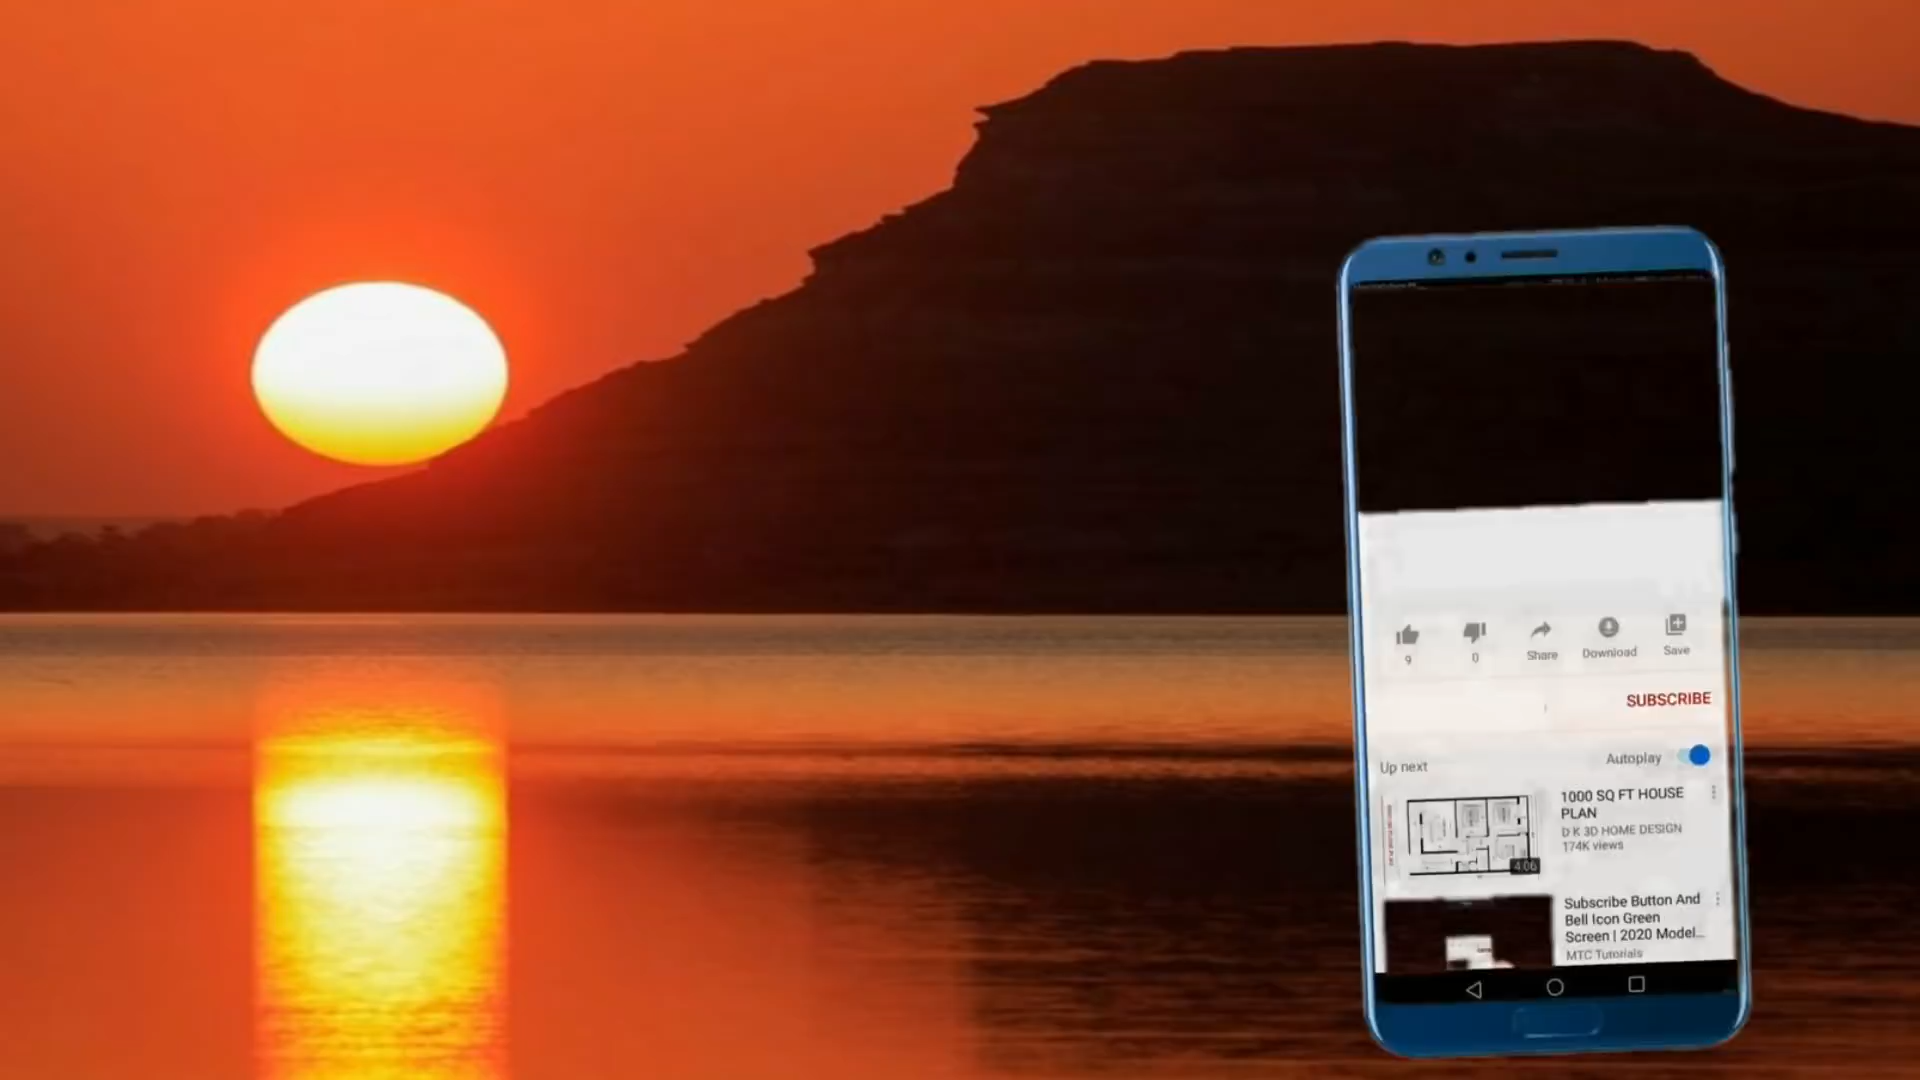 9
0
Share
Download
Save
SUBSCRIBE
Up next
Autoplay
1000 SQ FT HOUSE
PLAN
D K 3D HOME DESIGN
174K views
4:06
Subscribe Button And
Bell Icon Green
Screen | 2020 Model...
MTC Tutorials